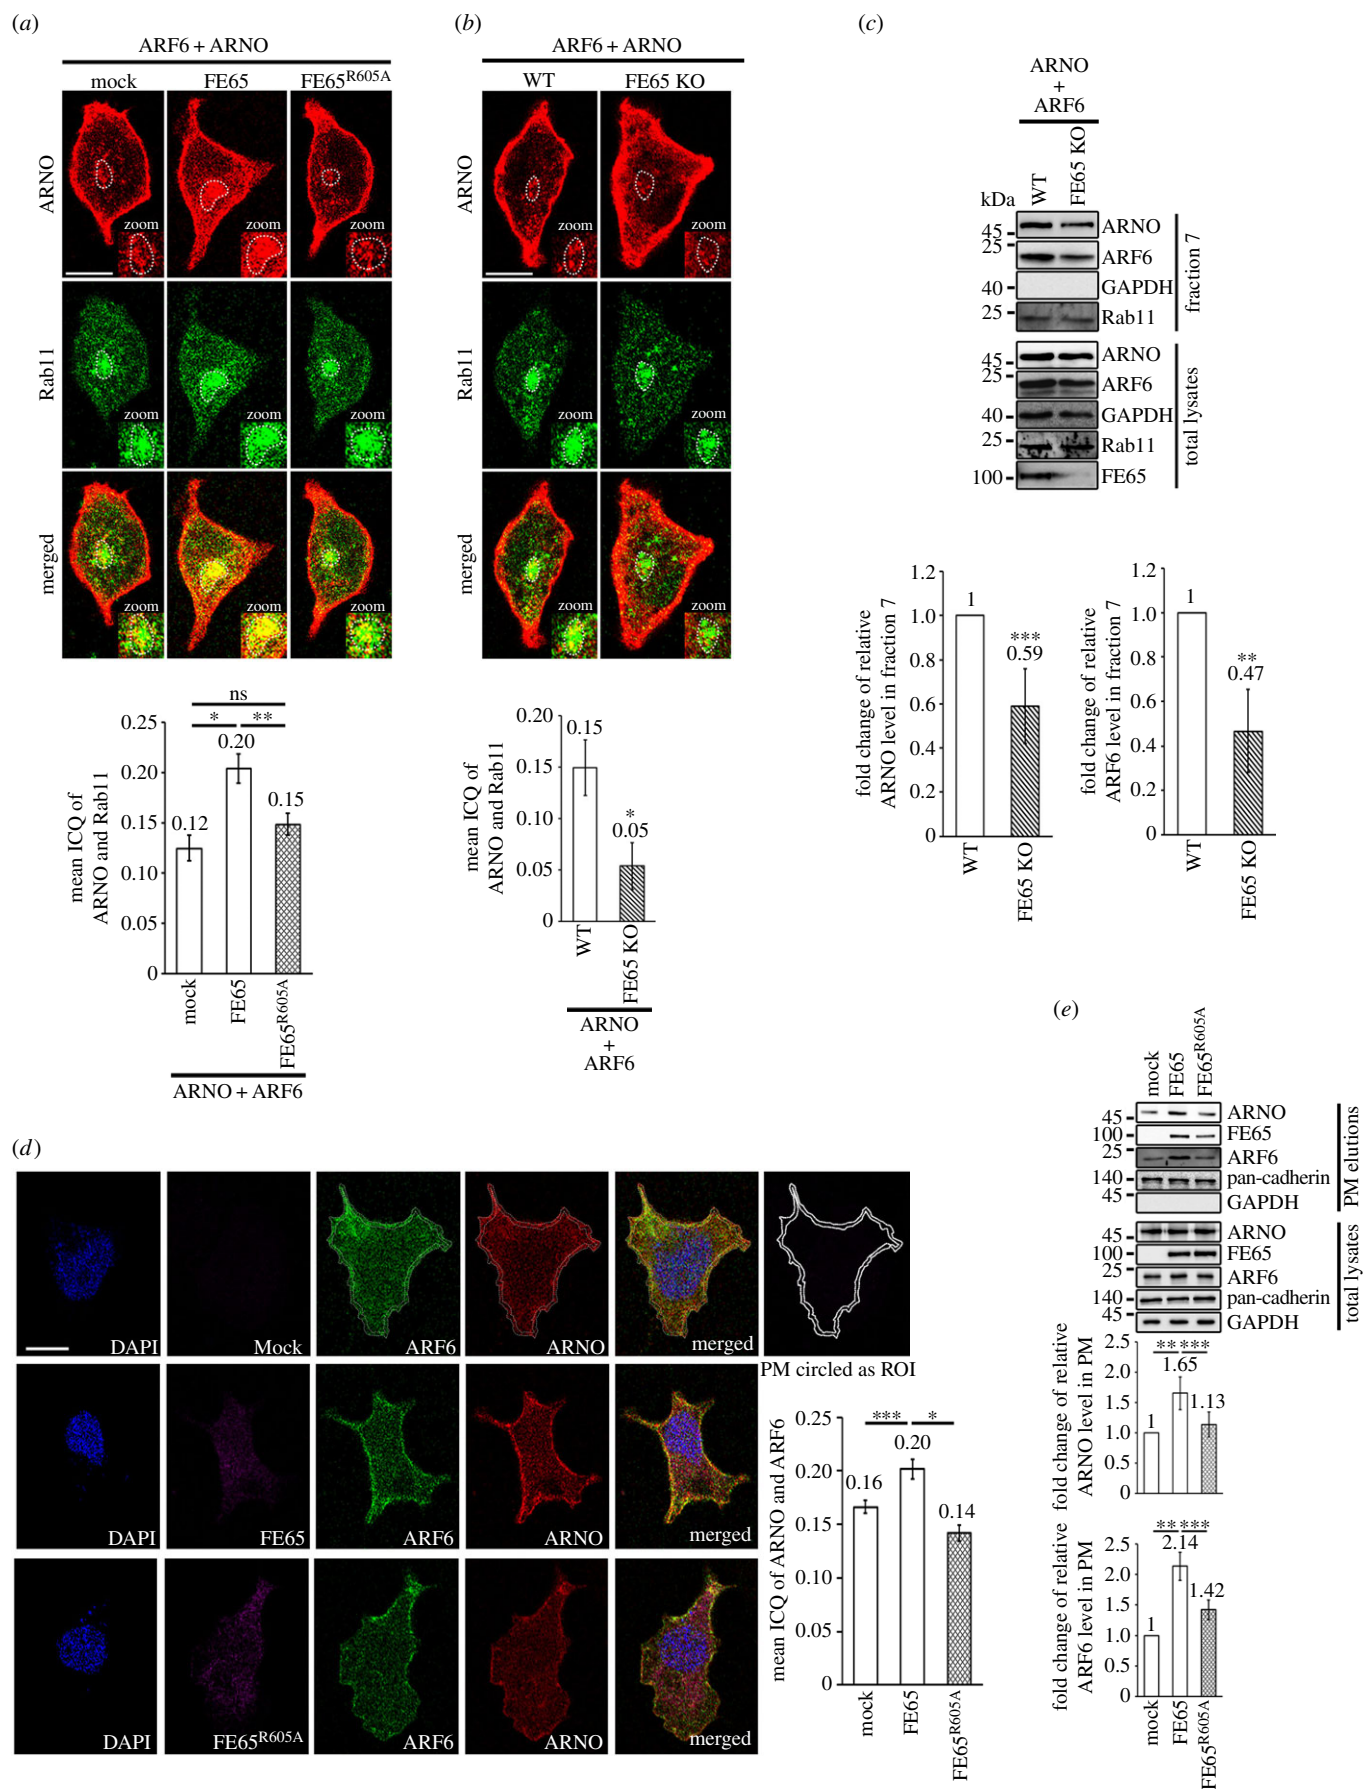 (a)
ARF6 + ARNO
mock FE65 FE65R605A
ARNO
zoom zoom zoom
Rab11
zoom zoom zoom
merged
zoom zoom zoom
ns
* **
0.25
0.20
0.15
0.10
0.05
0
mean ICQ of
ARNO and Rab11
0.12
0.20
0.15
mock
FE65
FE65R605A
ARNO + ARF6
(b)
ARF6 + ARNO
WT FE65 KO
ARNO
zoom zoom
Rab11
zoom zoom
merged
zoom zoom
0.20
0.15
0.10
0.05
0
mean ICQ of
ARNO and Rab11
0.15
*
0.05
WT
FE65 KO
ARNO
+
ARF6
(c)
ARNO
+
ARF6
WT
FE65 KO
kDa
45 ARNO
25 ARF6
40 GAPDH
25 Rab11
fraction 7
45 ARNO
25 ARF6
40 GAPDH
25 Rab11
100 FE65
total lysates
fold change of relative
ARNO level in fraction 7
1.2
1.0
0.8
0.6
0.4
0.2
0
1
***
0.59
WT
FE65 KO
fold change of relative
ARF6 level in fraction 7
1.2
1.0
0.8
0.6
0.4
0.2
0
1
**
0.47
WT
FE65 KO
(d)
DAPI Mock ARF6 ARNO merged
PM circled as ROI
DAPI FE65 ARF6 ARNO merged
DAPI FE65R605A ARF6 ARNO merged
mean ICQ of ARNO and ARF6
0.25
0.20
0.15
0.10
0.05
0
*** *
0.16
0.20
0.14
mock
FE65
FE65R605A
(e)
mock
FE65
FE65R605A
45 ARNO
100 FE65
25 ARF6
140 pan-cadherin
45 GAPDH
PM elutions
45 ARNO
100 FE65
25 ARF6
140 pan-cadherin
45 GAPDH
total lysates
fold change of relative
ARNO level in PM
2.5
2.0
1.5
1.0
0.5
0
** ***
1
1.65
1.13
fold change of relative
ARF6 level in PM
2.5
2.0
1.5
1.0
0.5
0
** ***
1
2.14
1.42
mock
FE65
FE65R605A